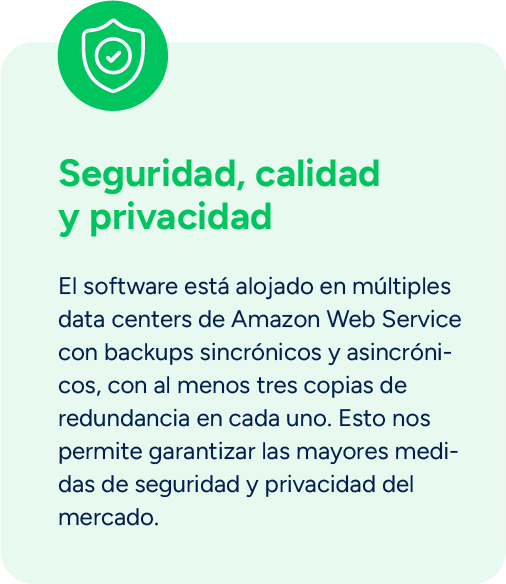 Seguridad, calidad
y privacidad
El software está alojado en múltiples
data centers de Amazon Web Service
con backups sincrónicos y asincróni-
cos, con al menos tres copias de
redundancia en cada uno. Esto nos
permite garantizar las mayores medi-
das de seguridad y privacidad del
mercado.